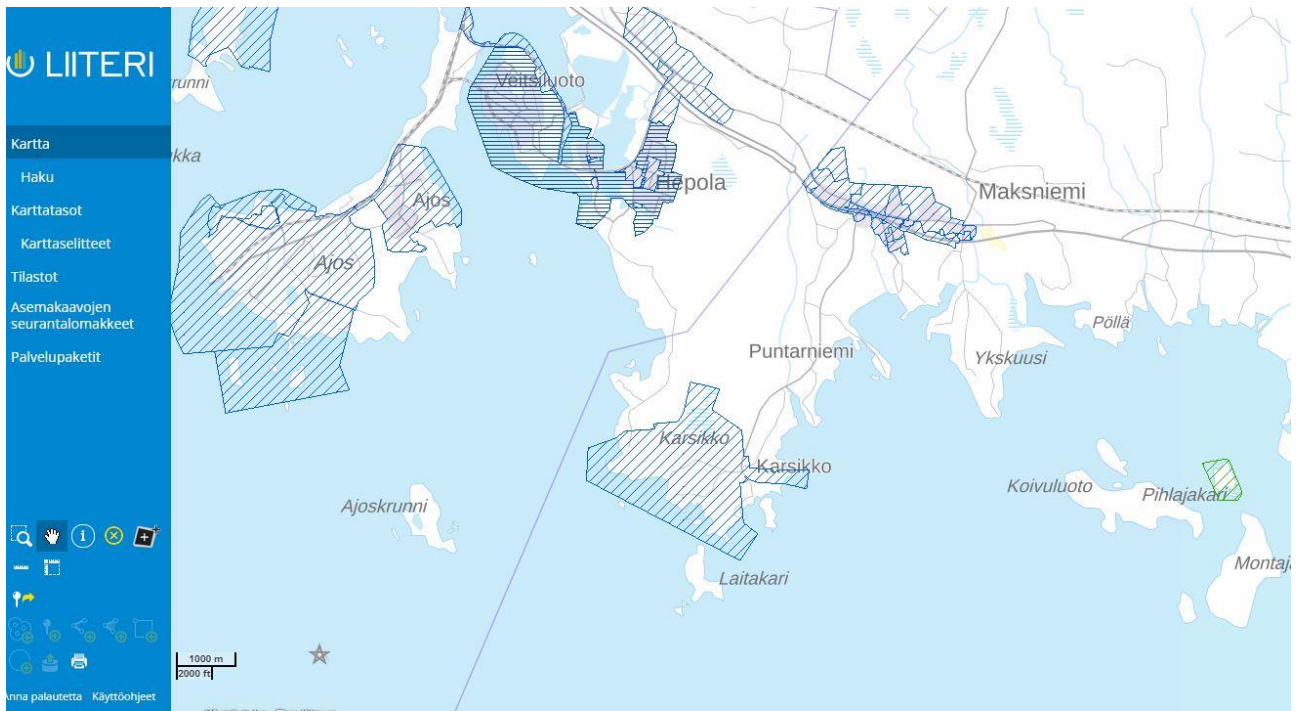 LIITERI
Kartta
Haku
Karttatasot
Karttaselitteet
Tilastot
Asemakaavojen
seurantalomakkeet
Palvelupaketit
1000 m
2000 ft
Käyttöohjeet
palautetta
Veitsiluoto
Hepola
Ajos
Ajos
Maksniemi
Pöllä
Puntarniemi
Ykskuusi
Karsikko
Karsikko
Koivuluoto
Pihlajakari
Ajoskrunni
Laitakari